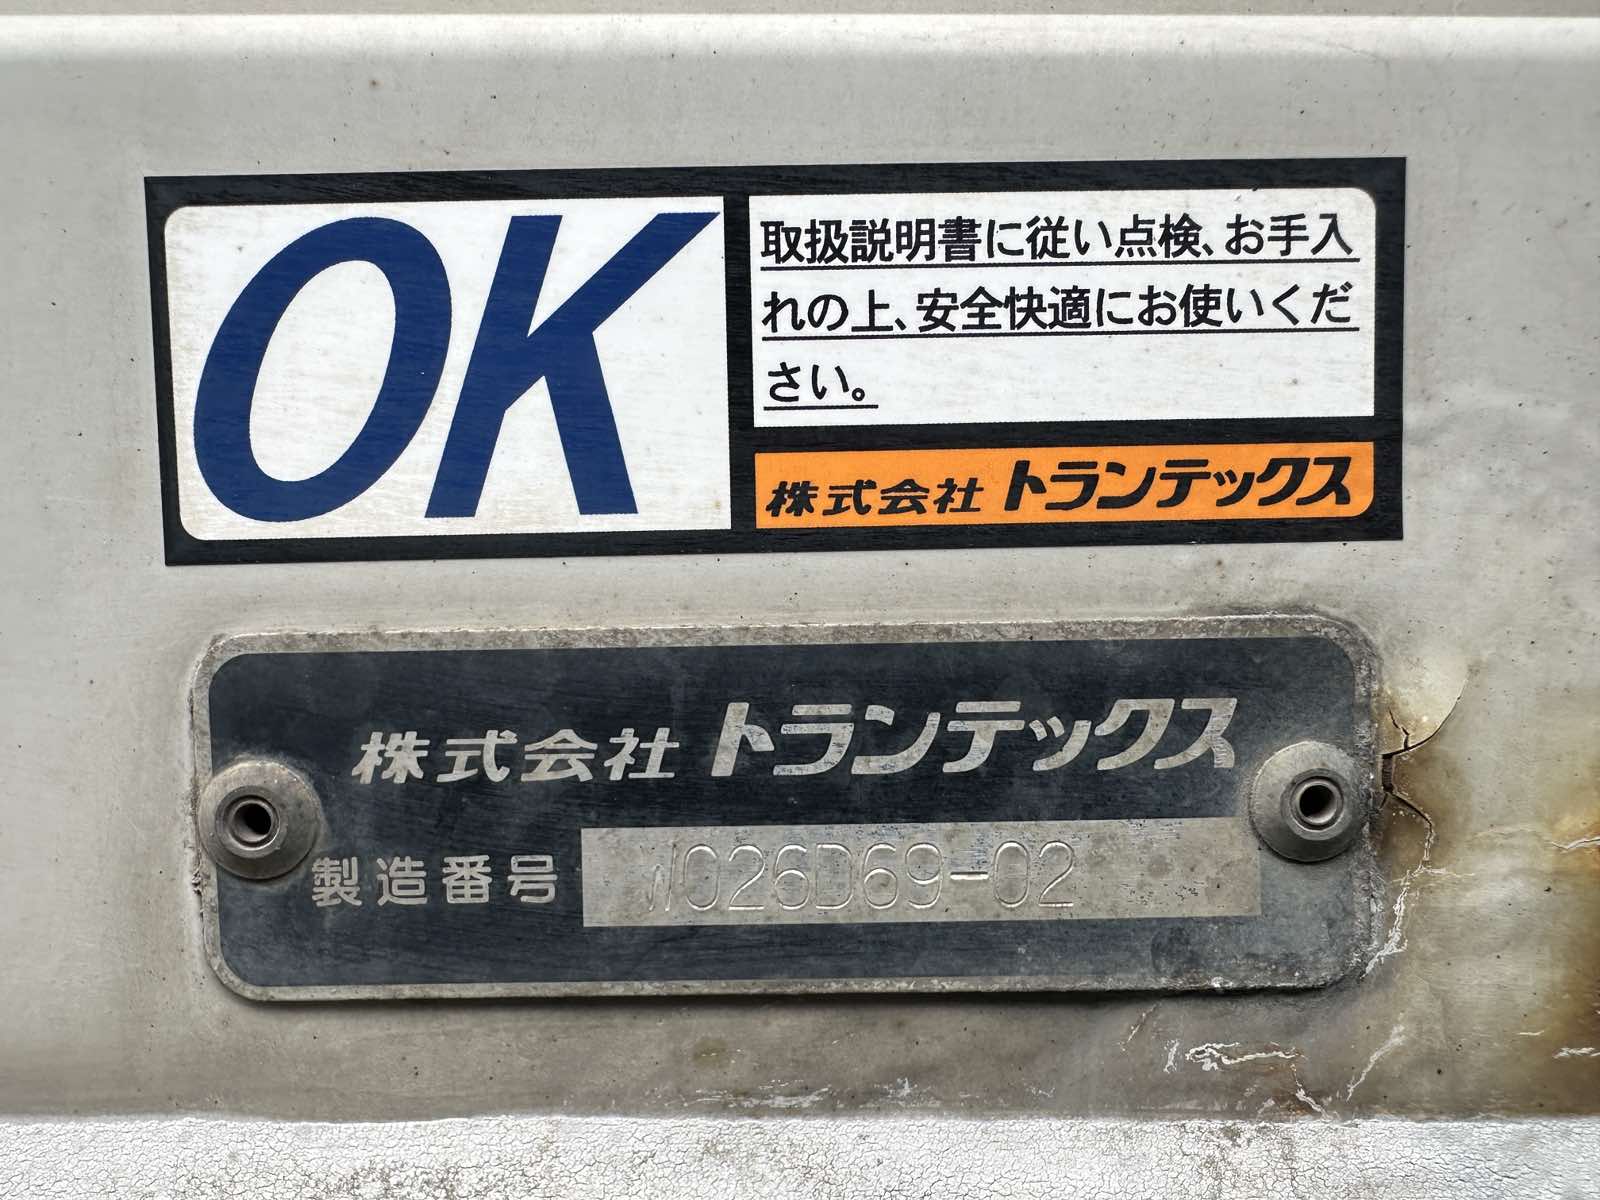 OK
取扱説明書に従い点検、お手入
れの上、安全快適にお使いくだ
さい。
株式会社 トランテックス
株式会社 トランテックス
製造番号 W026D69-02